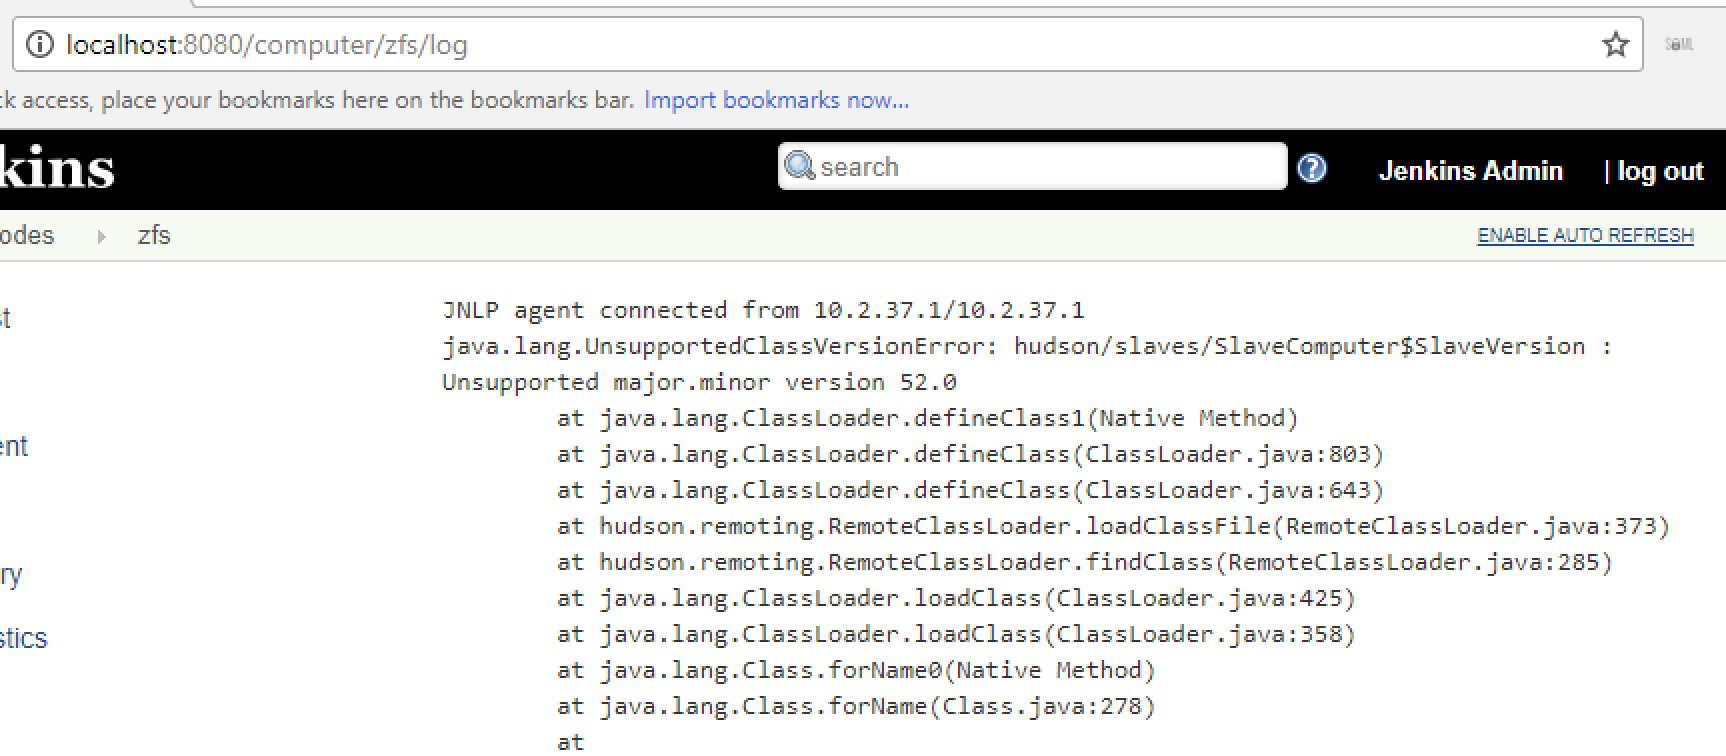 localhost:8080/computer/zfs/log
ck access, place your bookmarks here on the bookmarks bar. Import bookmarks now...
kins
search
?
Jenkins Admin | log out
odes
zfs
ENABLE AUTO REFRESH
st
ent
ry
stics
JNLP agent connected from 10.2.37.1/10.2.37.1
java.lang.UnsupportedClassVersionError: hudson/slaves/SlaveComputer$SlaveVersion :
Unsupported major.minor version 52.0
at java.lang.ClassLoader.defineClass1(Native Method)
at java.lang.ClassLoader.defineClass(ClassLoader.java:803)
at java.lang.ClassLoader.defineClass(ClassLoader.java:643)
at hudson.remoting.RemoteClassLoader.loadClassFile(RemoteClassLoader.java:373)
at hudson.remoting.RemoteClassLoader.findClass(RemoteClassLoader.java:285)
at java.lang.ClassLoader.loadClass(ClassLoader.java:425)
at java.lang.ClassLoader.loadClass(ClassLoader.java:358)
at java.lang.Class.forName0(Native Method)
at java.lang.Class.forName(Class.java:278)
at